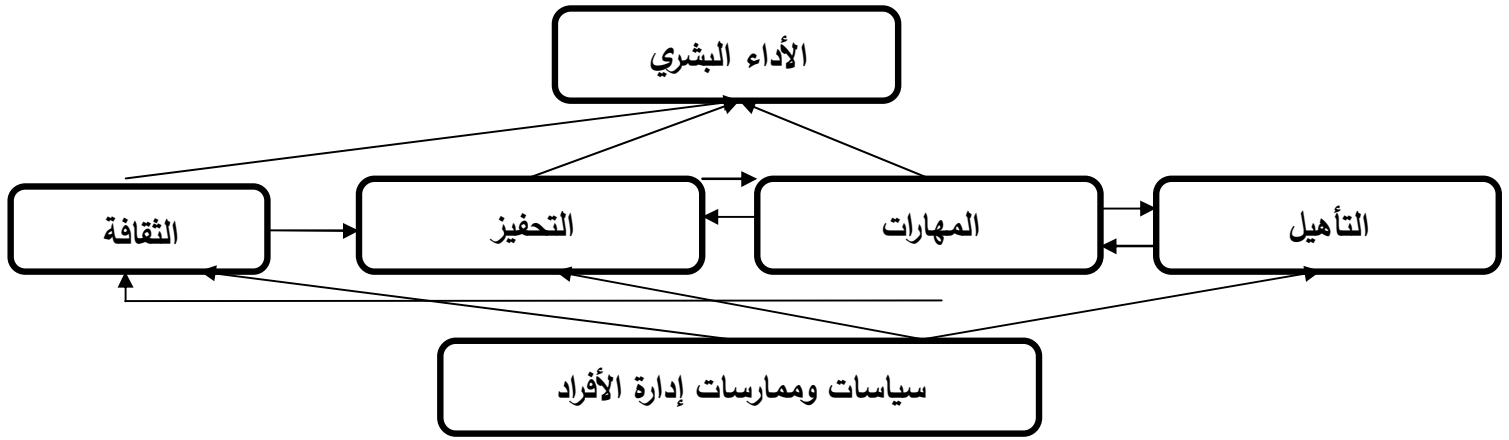 الأداء البشري
التأهيل
المهارات
التحفيز
الثقافة
سياسات وممارسات إدارة الأفراد